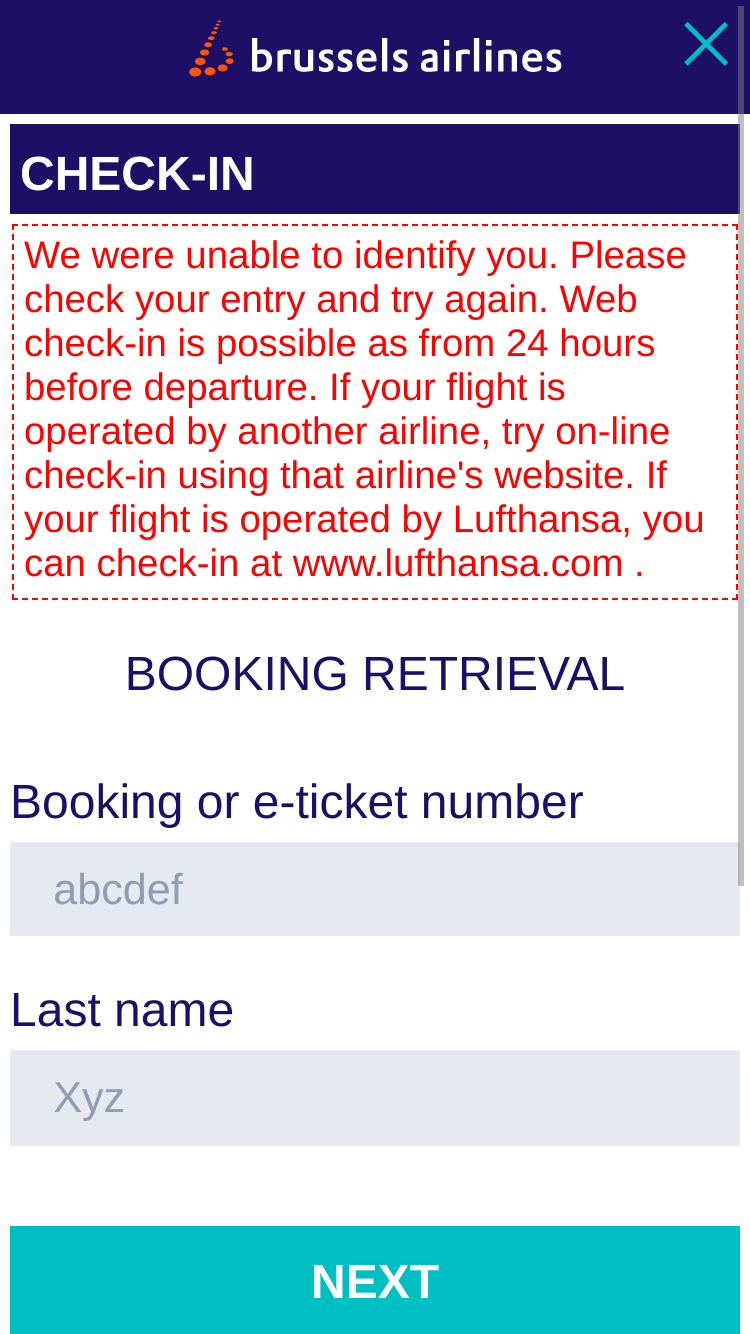 brussels airlines
CHECK-IN
We were unable to identify you. Please
check your entry and try again. Web
check-in is possible as from 24 hours
before departure. If your flight is
operated by another airline, try on-line
check-in using that airline's website. If
your flight is operated by Lufthansa, you
can check-in at www.lufthansa.com .
BOOKING RETRIEVAL
Booking or e-ticket number
abcdef
Last name
Xyz
NEXT